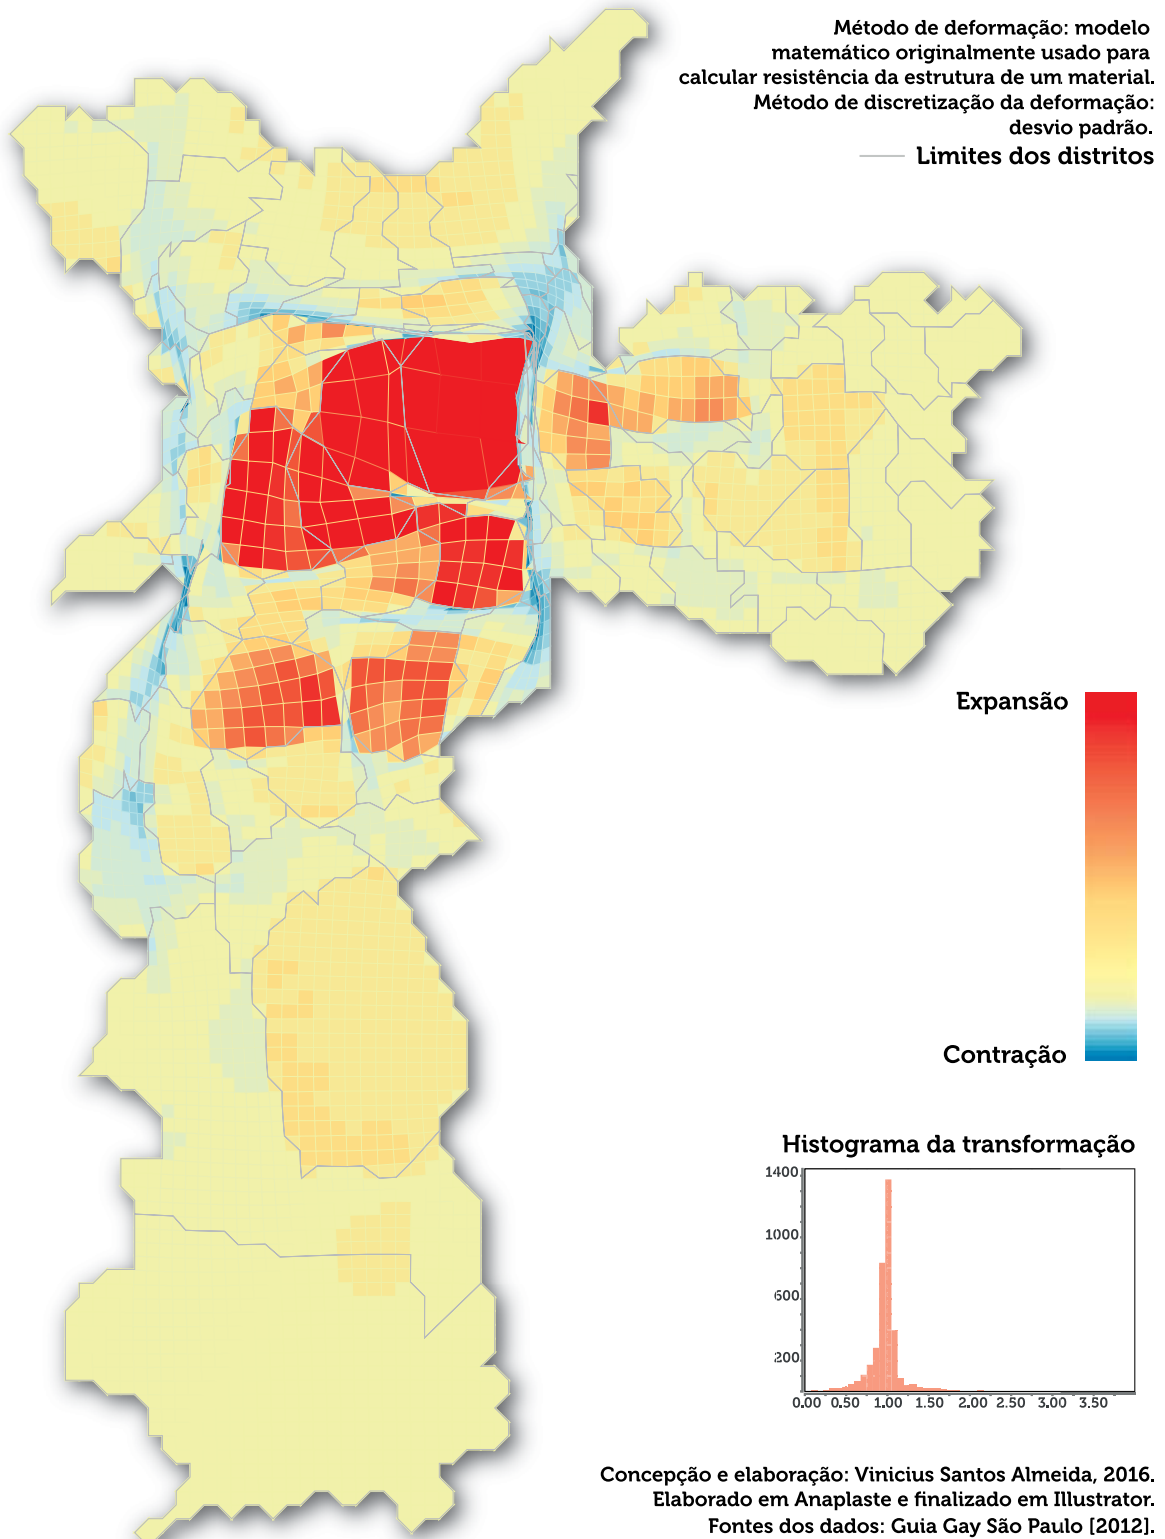 Método de deformação: modelo
matemático originalmente usado para
calcular resistência da estrutura de um material.
Método de discretização da deformação:
desvio padrão.
Limites dos distritos
Expansão
Contração
Histograma da transformação
1400
1000
600
200
0.00 0.50 1.00 1.50 2.00 2.50 3.00 3.50
Concepção e elaboração: Vinicius Santos Almeida, 2016.
Elaborado em Anaplaste e finalizado em Illustrator.
Fontes dos dados: Guia Gay São Paulo [2012].